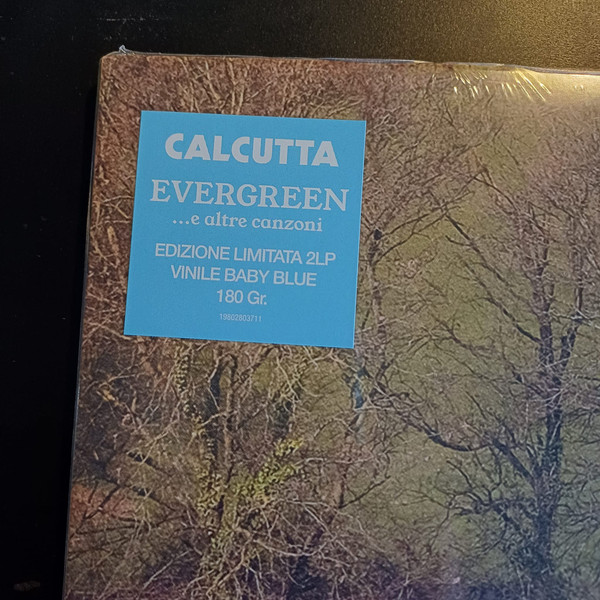 CALCUTTA
EVERGREEN
...e altre canzoni
EDIZIONE LIMITATA 2LP
VINILE BABY BLUE
180 Gr.
19802803711